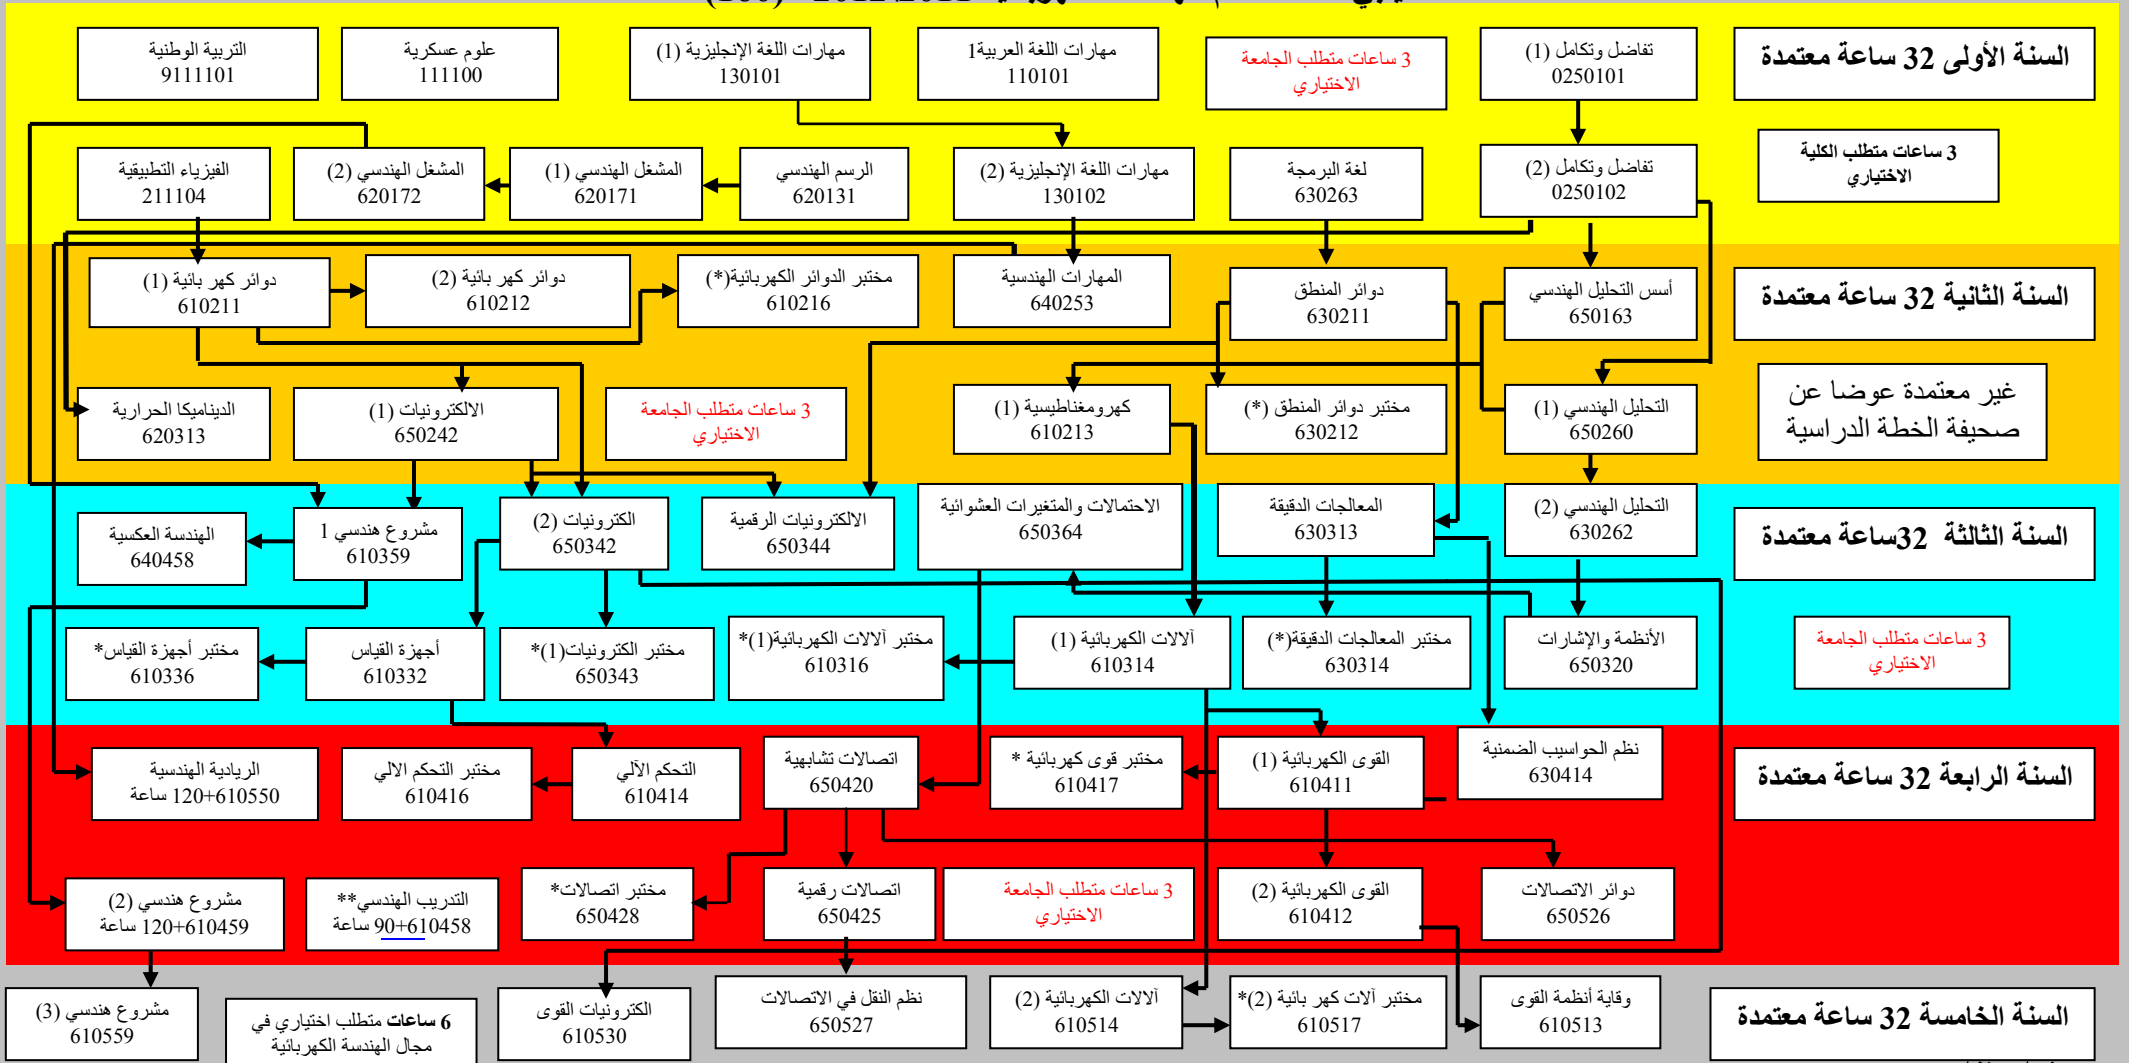 السنة الأولى 32 ساعة معتمدة
تفاضل وتكامل (1)
0250101
3 ساعات متطلب الجامعة
الاختياري
مهارات اللغة العربية1
110101
مهارات اللغة الإنجليزية (1)
130101
علوم عسكرية
111100
التربية الوطنية
9111101
3 ساعات متطلب الكلية
الاختياري
تفاضل وتكامل (2)
0250102
لغة البرمجة
630263
مهارات اللغة الإنجليزية (2)
130102
الرسم الهندسي
620131
المشغل الهندسي (1)
620171
المشغل الهندسي (2)
620172
الفيزياء التطبيقية
211104
السنة الثانية 32 ساعة معتمدة
أسس التحليل الهندسي
650163
دوائر المنطق
630211
المهارات الهندسية
640253
مختبر الدوائر الكهربائية(*)
610216
دوائر كهر بائية (2)
610212
دوائر كهر بائية (1)
610211
غير معتمدة عوضا عن
صحيفة الخطة الدراسية
التحليل الهندسي (1)
650260
مختبر دوائر المنطق (*)
630212
كهرومغناطيسية (1)
610213
3 ساعات متطلب الجامعة
الاختياري
الالكترونيات (1)
650242
الديناميكا الحرارية
620313
السنة الثالثة 32ساعة معتمدة
التحليل الهندسي (2)
630262
المعالجات الدقيقة
630313
الاحتمالات والمتغيرات العشوائية
650364
الالكترونيات الرقمية
650344
الكترونيات (2)
650342
مشروع هندسي 1
610359
الهندسة العكسية
640458
3 ساعات متطلب الجامعة
الاختياري
الأنظمة والإشارات
650320
مختبر المعالجات الدقيقة(*)
630314
آلالات الكهربائية (1)
610314
مختبر آلالات الكهربائية(1)*
610316
مختبر الكترونيات(1)*
650343
أجهزة القياس
610332
مختبر أجهزة القياس*
610336
السنة الرابعة 32 ساعة معتمدة
نظم الحواسيب الضمنية
630414
القوى الكهربائية (1)
610411
مختبر قوى كهربائية *
610417
اتصالات تشابهية
650420
التحكم الآلي
610414
مختبر التحكم الالي
610416
الريادية الهندسية
610550+120 ساعة
دوائر الاتصالات
650526
القوى الكهربائية (2)
610412
3 ساعات متطلب الجامعة
الاختياري
اتصالات رقمية
650425
مختبر اتصالات*
650428
التدريب الهندسي**
610458+90 ساعة
مشروع هندسي (2)
610459+120 ساعة
السنة الخامسة 32 ساعة معتمدة
وقاية أنظمة القوى
610513
مختبر آلات كهر بائية (2)*
610517
آلالات الكهربائية (2)
610514
نظم النقل في الاتصالات
650527
الكترونيات القوى
610530
6 ساعات متطلب اختياري في
مجال الهندسة الكهربائية
مشروع هندسي (3)
610559